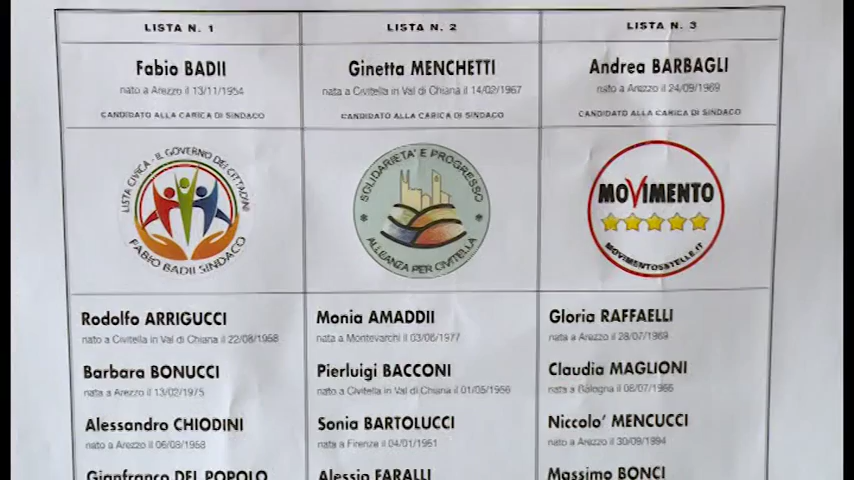 LISTA N. 1
Fabio BADII
nato a Arezzo il 13/11/1954
CANDIDATO ALLA CARICA DI SINDACO
LISTA CIVICA - IL GOVERNO DEI CITTADINI
FABIO BADII SINDACO
Rodolfo ARRIGUCCI
nato a Civitella in Val di Chiana il 22/08/1958
Barbara BONUCCI
nata a Arezzo il 13/02/1975
Alessandro CHIODINI
nato a Arezzo il 06/08/1958
Gianfranco DEL POPOLO
LISTA N. 2
Ginetta MENCHETTI
nata a Civitella in Val di Chiana il 14/02/1967
CANDIDATO ALLA CARICA DI SINDACO
SOLIDARIETA' E PROGRESSO
ALLEANZA PER CIVITELLA
Monia AMADDII
nata a Montevarchi il 03/06/1977
Pierluigi BACCONI
nato a Civitella in Val di Chiana il 01/05/1956
Sonia BARTOLUCCI
nata a Firenze il 04/01/1951
Alessio FARALLI
LISTA N. 3
Andrea BARBAGLI
nato a Arezzo il 24/09/1969
CANDIDATO ALLA CARICA DI SINDACO
MOVIMENTO
MOVIMENTO5STELLE.IT
Gloria RAFFAELLI
nata a Arezzo il 28/07/1969
Claudia MAGLIONI
nata a Bologna il 08/07/1966
Niccolo' MENCUCCI
nato a Arezzo il 30/09/1994
Massimo BONCI